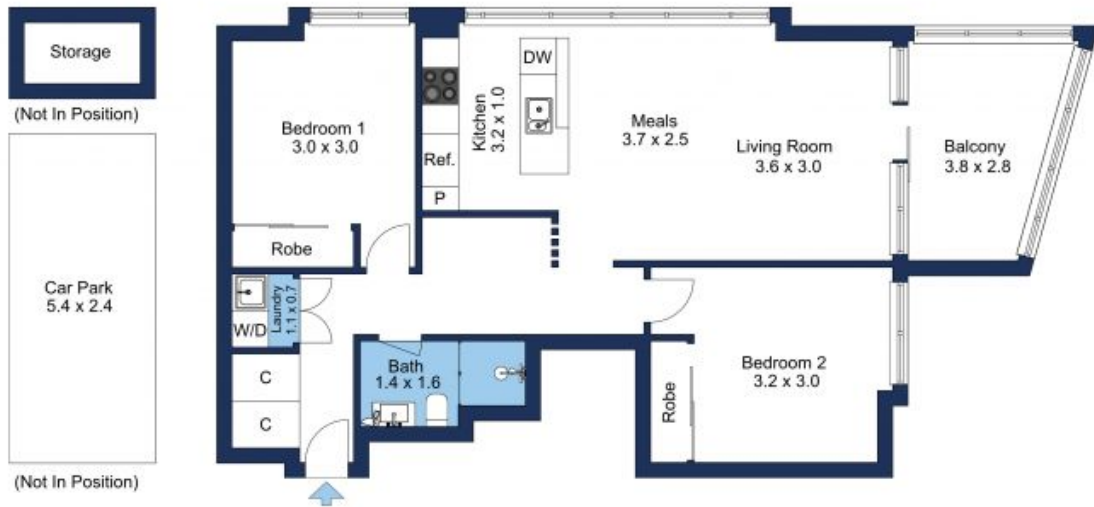 Storage
(Not In Position)
Car Park
5.4 x 2.4
(Not In Position)
Bedroom 1
3.0 x 3.0
Robe
Ref.
P
Kitchen
3.2 x 1.0
DW
Meals
3.7 x 2.5
Living Room
3.6 x 3.0
Balcony
3.8 x 2.8
Laundry
1.1 x 0.7
W/D
C
C
Bath
1.4 x 1.6
Robe
Bedroom 2
3.2 x 3.0